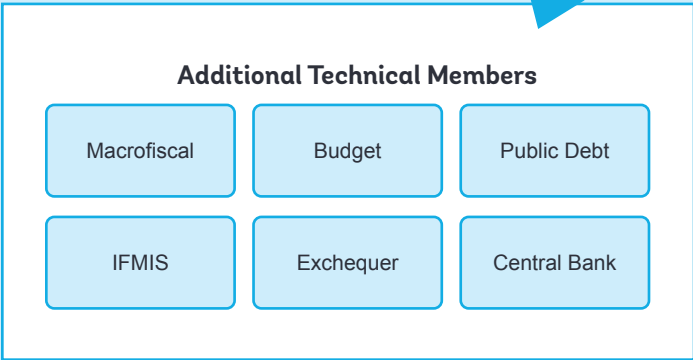 Additional Technical Members
Macrofiscal
Budget
Public Debt
IFMIS
Exchequer
Central Bank